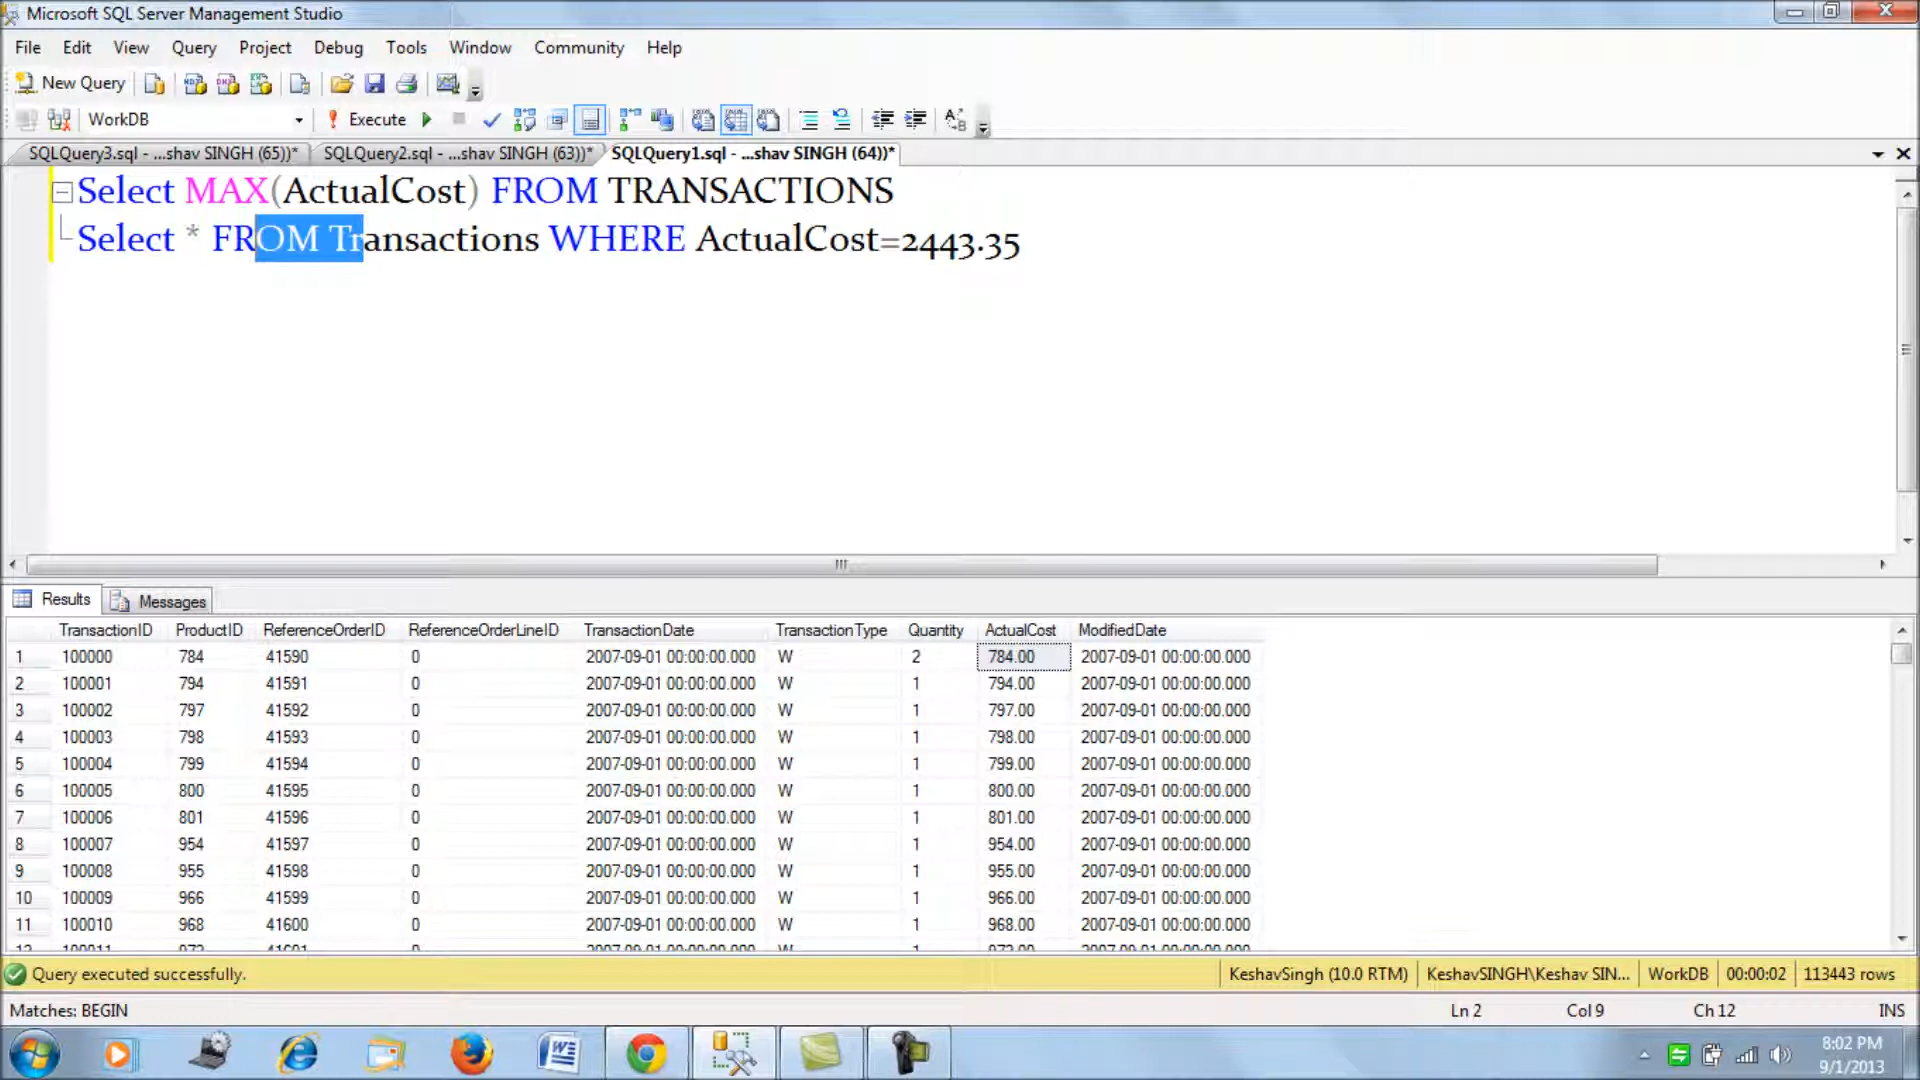 Microsoft SQL Server Management Studio
File Edit View Query Project Debug Tools Window Community Help
New Query
WorkDB Execute
SQLQuery3.sql - ...shav SINGH (65))* SQLQuery2.sql - ...shav SINGH (63))* SQLQuery1.sql - ...shav SINGH (64))*
Select MAX(ActualCost) FROM TRANSACTIONS
Select * FROM Transactions WHERE ActualCost=2443.35
Results Messages
TransactionID ProductID ReferenceOrderID ReferenceOrderLineID TransactionDate TransactionType Quantity ActualCost ModifiedDate
1 100000 784 41590 0 2007-09-01 00:00:00.000 W 2 784.00 2007-09-01 00:00:00.000
2 100001 794 41591 0 2007-09-01 00:00:00.000 W 1 794.00 2007-09-01 00:00:00.000
3 100002 797 41592 0 2007-09-01 00:00:00.000 W 1 797.00 2007-09-01 00:00:00.000
4 100003 798 41593 0 2007-09-01 00:00:00.000 W 1 798.00 2007-09-01 00:00:00.000
5 100004 799 41594 0 2007-09-01 00:00:00.000 W 1 799.00 2007-09-01 00:00:00.000
6 100005 800 41595 0 2007-09-01 00:00:00.000 W 1 800.00 2007-09-01 00:00:00.000
7 100006 801 41596 0 2007-09-01 00:00:00.000 W 1 801.00 2007-09-01 00:00:00.000
8 100007 954 41597 0 2007-09-01 00:00:00.000 W 1 954.00 2007-09-01 00:00:00.000
9 100008 955 41598 0 2007-09-01 00:00:00.000 W 1 955.00 2007-09-01 00:00:00.000
10 100009 966 41599 0 2007-09-01 00:00:00.000 W 1 966.00 2007-09-01 00:00:00.000
11 100010 968 41600 0 2007-09-01 00:00:00.000 W 1 968.00 2007-09-01 00:00:00.000
Query executed successfully. KeshavSingh (10.0 RTM) KeshavSINGH\Keshav SIN... WorkDB 00:00:02 113443 rows
Matches: BEGIN Ln 2 Col 9 Ch 12 INS
8:02 PM
9/1/2013